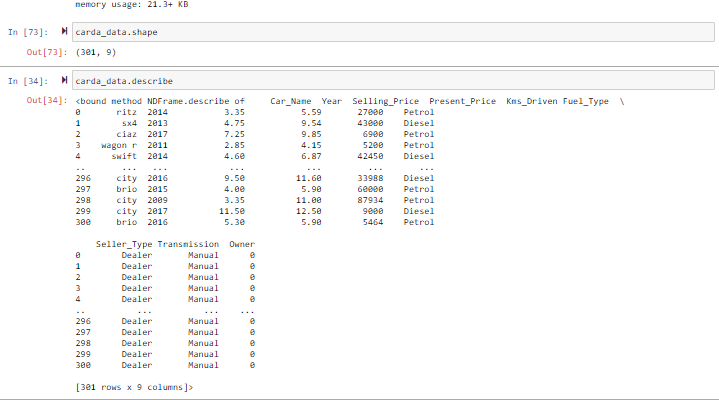 memory usage: 21.3+ KB
In [73]: carda_data.shape
Out[73]: (301, 9)
In [34]: carda_data.describe
Out[34]: <bound method NDFrame.describe of     Car_Name  Year  Selling_Price  Present_Price  Kms_Driven Fuel_Type  \
0 ritz 2014 3.35 5.59 27000 Petrol
1 sx4 2013 4.75 9.54 43000 Diesel
2 ciaz 2017 7.25 9.85 6900 Petrol
3 wagon r 2011 2.85 4.15 5200 Petrol
4 swift 2014 4.60 6.87 42450 Diesel
.. ... ... ... ... ... ...
296 city 2016 9.50 11.60 33988 Diesel
297 brio 2015 4.00 5.90 60000 Petrol
298 city 2009 3.35 11.00 87934 Petrol
299 city 2017 11.50 12.50 9000 Diesel
300 brio 2016 5.30 5.90 5464 Petrol
Seller_Type Transmission Owner
0 Dealer Manual 0
1 Dealer Manual 0
2 Dealer Manual 0
3 Dealer Manual 0
4 Dealer Manual 0
.. ... ... ...
296 Dealer Manual 0
297 Dealer Manual 0
298 Dealer Manual 0
299 Dealer Manual 0
300 Dealer Manual 0
[301 rows x 9 columns]>